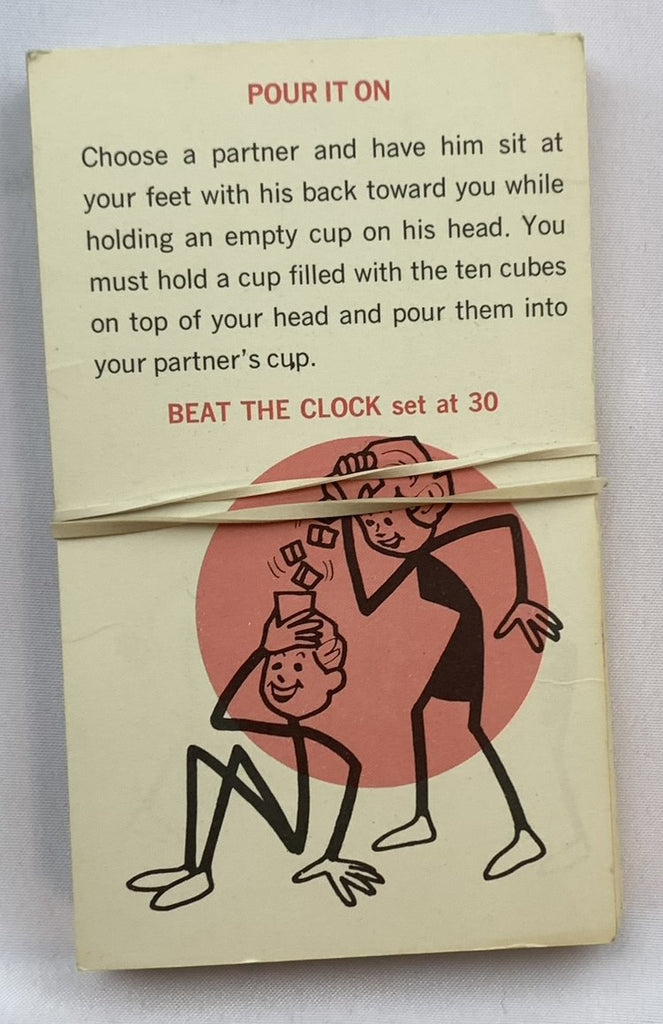 POUR IT ON
Choose a partner and have him sit at
your feet with his back toward you while
holding an empty cup on his head. You
must hold a cup filled with the ten cubes
on top of your head and pour them into
your partner's cup.
BEAT THE CLOCK set at 30